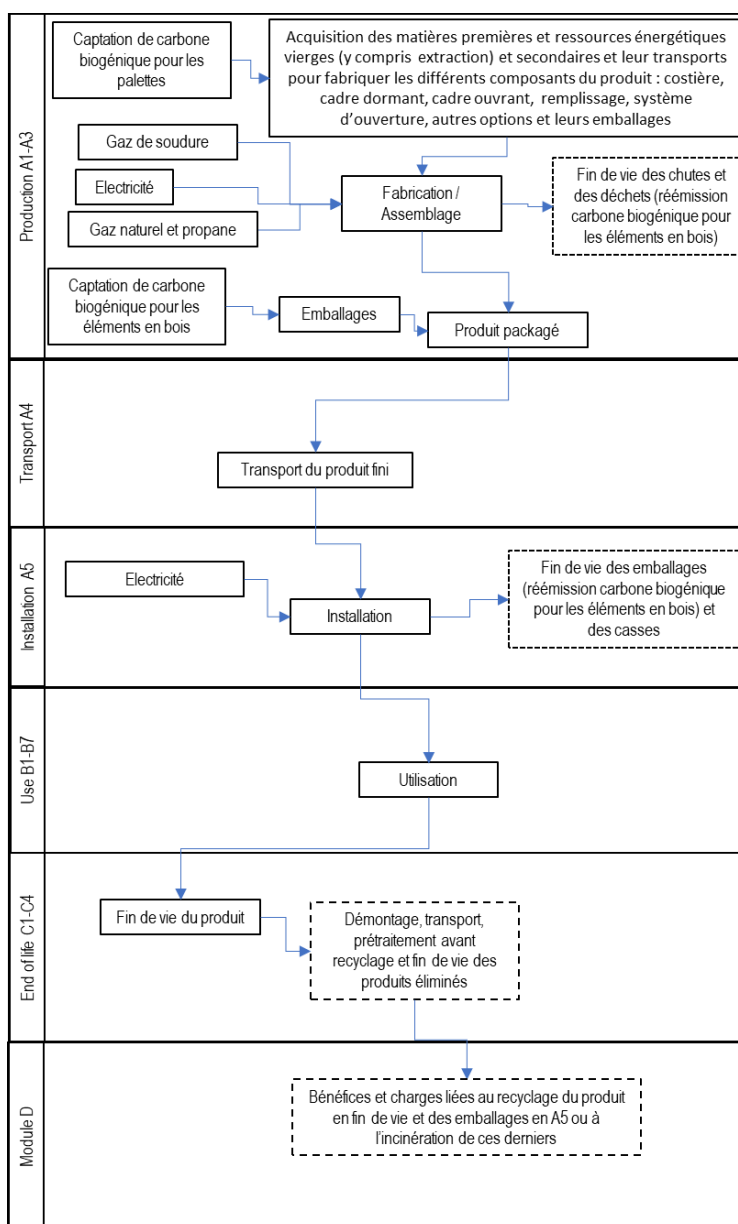 Production A1-A3
Captation de carbone
biogénique pour les
palettes
Acquisition des matières premières et ressources énergétiques
vierges (y compris extraction) et secondaires et leur transports
pour fabriquer les différents composants du produit : costière,
cadre dormant, cadre ouvrant, remplissage, système
d'ouverture, autres options et leurs emballages
Gaz de soudure
Electricité
Gaz naturel et propane
Fabrication /
Assemblage
Fin de vie des chutes et
des déchets (réémission
carbone biogénique pour
les éléments en bois)
Captation de carbone
biogénique pour les
éléments en bois
Emballages
Produit packagé
Transport A4
Transport du produit fini
Installation A5
Electricité
Installation
Fin de vie des emballages
(réémission carbone biogénique
pour les éléments en bois) et
des casses
Use B1-B7
Utilisation
End of life C1-C4
Fin de vie du produit
Démontage, transport,
prétraitement avant
recyclage et fin de vie des
produits éliminés
Module D
Bénéfices et charges liées au recyclage du produit
en fin de vie et des emballages en A5 ou à
l'incinération de ces derniers